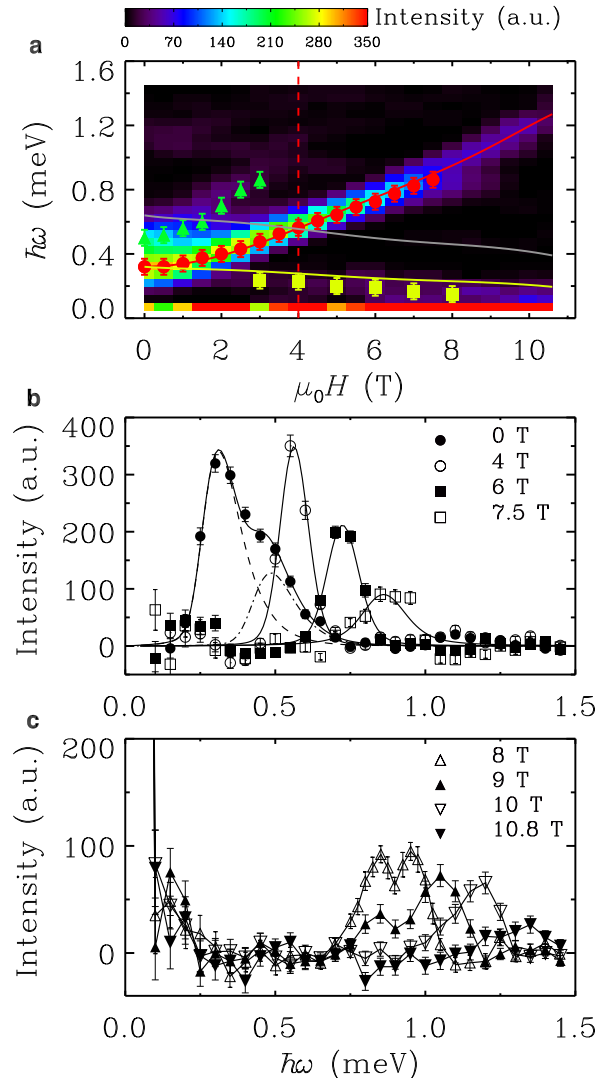 Intensity (a.u.)
0 70 140 210 280 350
a
1.6
1.2
0.8
0.4
0.0
ħω (meV)
0 2 4 6 8 10
μ₀H (T)
b
400
300
200
100
0
Intensity (a.u.)
0 T
4 T
6 T
7.5 T
0.0 0.5 1.0 1.5
c
200
100
0
Intensity (a.u.)
8 T
9 T
10 T
10.8 T
0.0 0.5 1.0 1.5
ħω (meV)